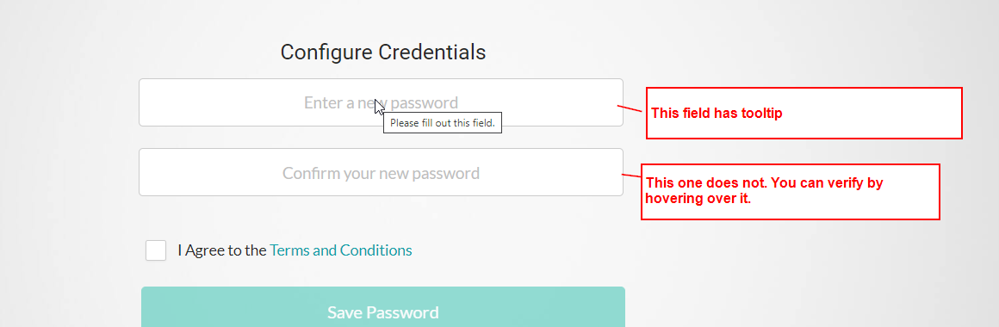 Configure Credentials
Enter a new password
Please fill out this field.
This field has tooltip
Confirm your new password
This one does not. You can verify by
hovering over it.
I Agree to the Terms and Conditions
Save Password